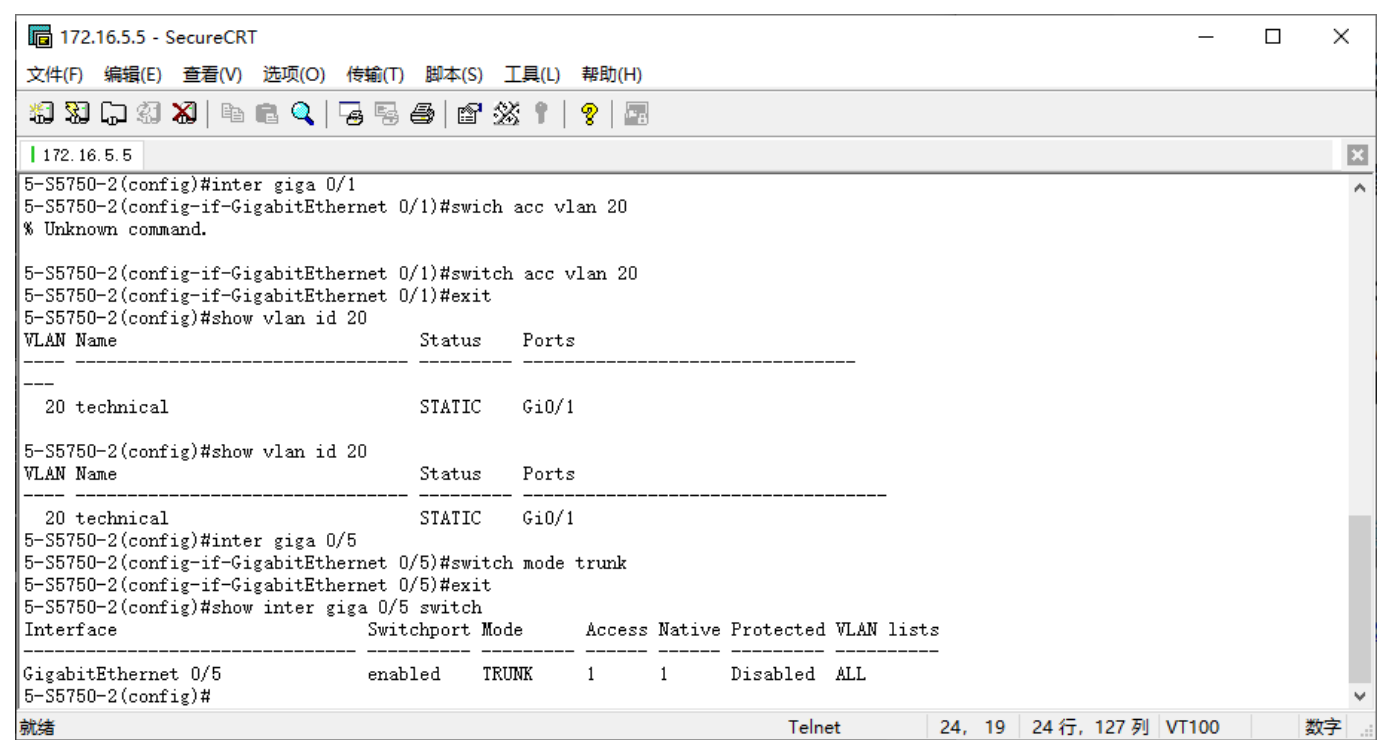 172.16.5.5 - SecureCRT
文件(F) 编辑(E) 查看(V) 选项(O) 传输(T) 脚本(S) 工具(L) 帮助(H)
172.16.5.5
5-S5750-2(config)#inter giga 0/1
5-S5750-2(config-if-GigabitEthernet 0/1)#swich acc vlan 20
% Unknown command.
5-S5750-2(config-if-GigabitEthernet 0/1)#switch acc vlan 20
5-S5750-2(config-if-GigabitEthernet 0/1)#exit
5-S5750-2(config)#show vlan id 20
VLAN Name                             Status    Ports
---- -------------------------------- --------- --------------------------------
---
  20 technical                        STATIC    Gi0/1
5-S5750-2(config)#show vlan id 20
VLAN Name                             Status    Ports
---- -------------------------------- --------- -----------------------------------
  20 technical                        STATIC    Gi0/1
5-S5750-2(config)#inter giga 0/5
5-S5750-2(config-if-GigabitEthernet 0/5)#switch mode trunk
5-S5750-2(config-if-GigabitEthernet 0/5)#exit
5-S5750-2(config)#show inter giga 0/5 switch
Interface                        Switchport Mode      Access Native Protected VLAN lists
-------------------------------- ---------- --------- ------ ------ --------- ----------
GigabitEthernet 0/5              enabled    TRUNK     1      1      Disabled  ALL
5-S5750-2(config)#
就绪 Telnet 24, 19 24 行, 127 列 VT100 数字